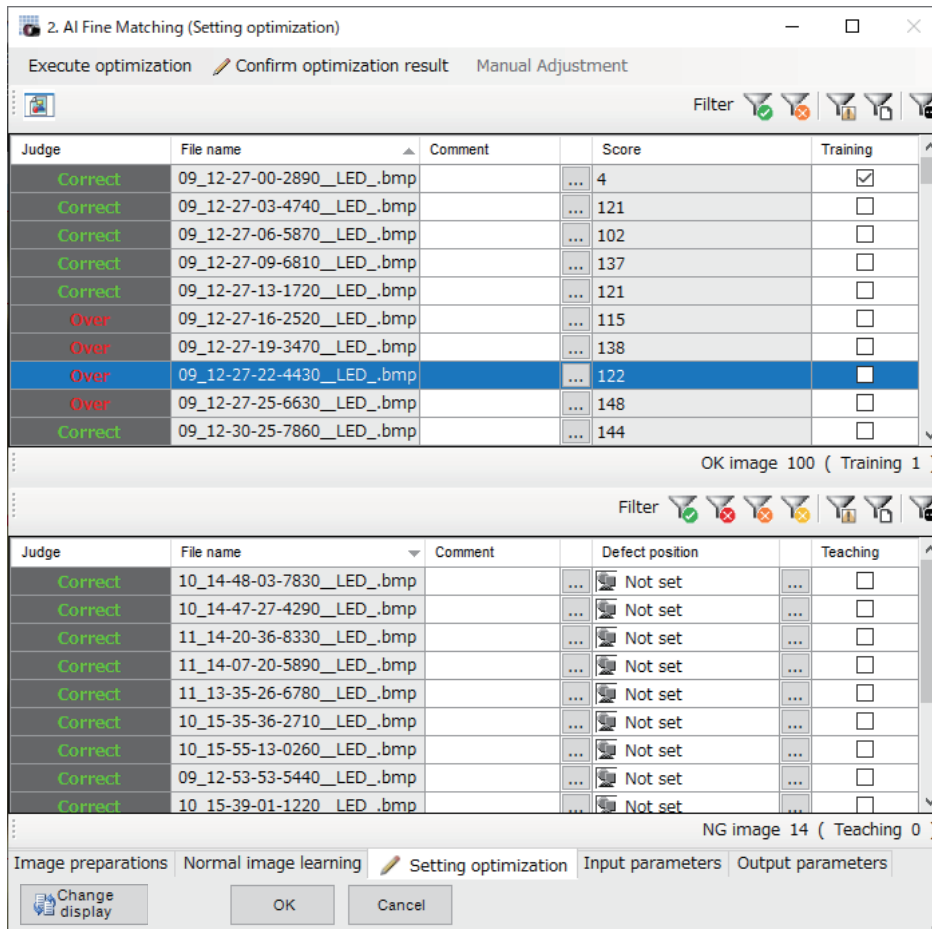 2. AI Fine Matching (Setting optimization)
Execute optimization Confirm optimization result Manual Adjustment
Filter
Judge File name Comment Score Training
Correct 09_12-27-00-2890__LED_.bmp ... 4
Correct 09_12-27-03-4740__LED_.bmp ... 121
Correct 09_12-27-06-5870__LED_.bmp ... 102
Correct 09_12-27-09-6810__LED_.bmp ... 137
Correct 09_12-27-13-1720__LED_.bmp ... 121
Over 09_12-27-16-2520__LED_.bmp ... 115
Over 09_12-27-19-3470__LED_.bmp ... 138
Over 09_12-27-22-4430__LED_.bmp ... 122
Over 09_12-27-25-6630__LED_.bmp ... 148
Correct 09_12-30-25-7860__LED_.bmp ... 144
OK image 100 ( Training 1 )
Filter
Judge File name Comment Defect position Teaching
Correct 10_14-48-03-7830__LED_.bmp ... Not set ...
Correct 10_14-47-27-4290__LED_.bmp ... Not set ...
Correct 11_14-20-36-8330__LED_.bmp ... Not set ...
Correct 11_14-07-20-5890__LED_.bmp ... Not set ...
Correct 11_13-35-26-6780__LED_.bmp ... Not set ...
Correct 10_15-35-36-2710__LED_.bmp ... Not set ...
Correct 10_15-55-13-0260__LED_.bmp ... Not set ...
Correct 09_12-53-53-5440__LED_.bmp ... Not set ...
Correct 10_15-39-01-1220__LED_.bmp ... Not set ...
NG image 14 ( Teaching 0 )
Image preparations Normal image learning Setting optimization Input parameters Output parameters
Change
display
OK Cancel